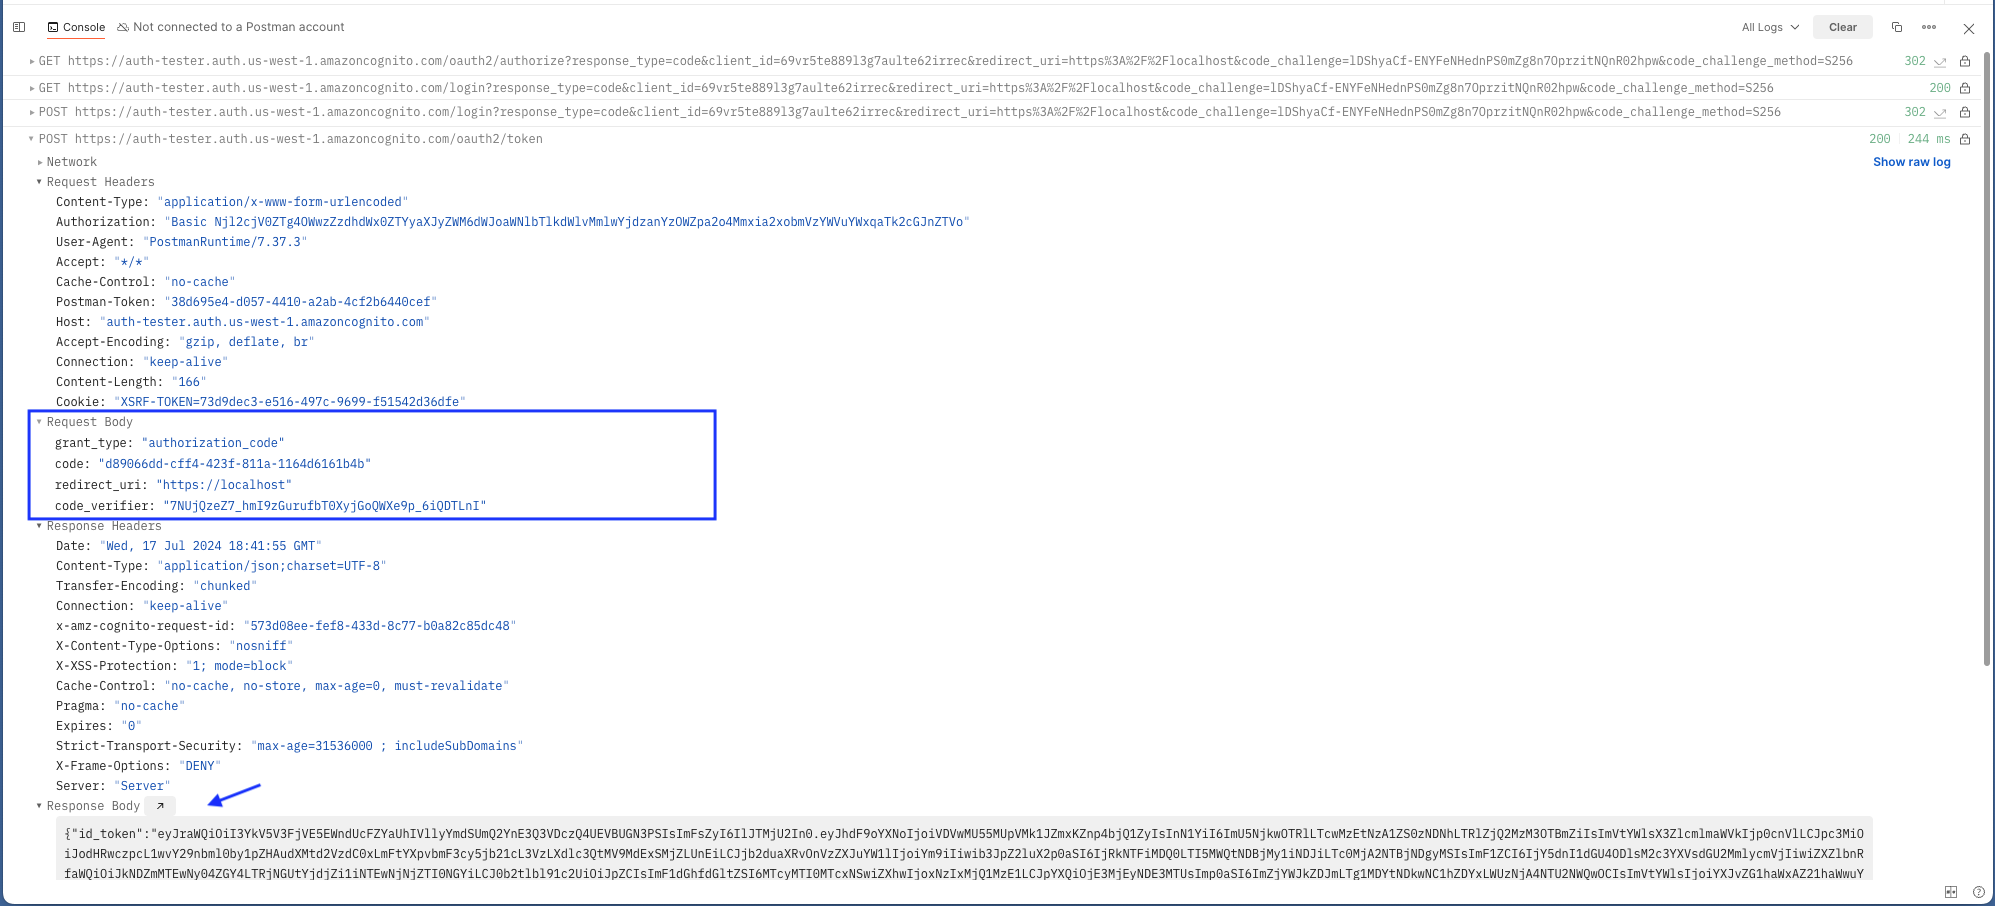 Console Not connected to a Postman account All Logs Clear
GET https://auth-tester.auth.us-west-1.amazoncognito.com/oauth2/authorize?response_type=code&client_id=69vr5te889l3g7aulte62irrec&redirect_uri=https%3A%2F%2Flocalhost&code_challenge=lDShyaCf-ENYFeNHednPS0mZg8n7OprzitNQnR02hpw&code_challenge_method=S256 302
GET https://auth-tester.auth.us-west-1.amazoncognito.com/login?response_type=code&client_id=69vr5te889l3g7aulte62irrec&redirect_uri=https%3A%2F%2Flocalhost&code_challenge=lDShyaCf-ENYFeNHednPS0mZg8n7OprzitNQnR02hpw&code_challenge_method=S256 200
POST https://auth-tester.auth.us-west-1.amazoncognito.com/login?response_type=code&client_id=69vr5te889l3g7aulte62irrec&redirect_uri=https%3A%2F%2Flocalhost&code_challenge=lDShyaCf-ENYFeNHednPS0mZg8n7OprzitNQnR02hpw&code_challenge_method=S256 302
POST https://auth-tester.auth.us-west-1.amazoncognito.com/oauth2/token 200 244 ms
Network Show raw log
Request Headers
Content-Type: "application/x-www-form-urlencoded"
Authorization: "Basic Njl2cjV0ZTg4OWwzZzdhdWx0ZTYyaXJyZWM6dWJoaWNlbTlkdWlvMmlwYjdzanYzOWZpa2o4Mmxia2xobmVzYWVuYWxqaTk2cGJnZTVo"
User-Agent: "PostmanRuntime/7.37.3"
Accept: "*/*"
Cache-Control: "no-cache"
Postman-Token: "38d695e4-d057-4410-a2ab-4cf2b6440cef"
Host: "auth-tester.auth.us-west-1.amazoncognito.com"
Accept-Encoding: "gzip, deflate, br"
Connection: "keep-alive"
Content-Length: "166"
Cookie: "XSRF-TOKEN=73d9dec3-e516-497c-9699-f51542d36dfe"
Request Body
grant_type: "authorization_code"
code: "d89066dd-cff4-423f-811a-1164d6161b4b"
redirect_uri: "https://localhost"
code_verifier: "7NUjQzeZ7_hmI9zGurufbT0XyjGoQWXe9p_6iQDTLnI"
Response Headers
Date: "Wed, 17 Jul 2024 18:41:55 GMT"
Content-Type: "application/json;charset=UTF-8"
Transfer-Encoding: "chunked"
Connection: "keep-alive"
x-amz-cognito-request-id: "573d08ee-fef8-433d-8c77-b0a82c85dc48"
X-Content-Type-Options: "nosniff"
X-XSS-Protection: "1; mode=block"
Cache-Control: "no-cache, no-store, max-age=0, must-revalidate"
Pragma: "no-cache"
Expires: "0"
Strict-Transport-Security: "max-age=31536000 ; includeSubDomains"
X-Frame-Options: "DENY"
Server: "Server"
Response Body
{"id_token":